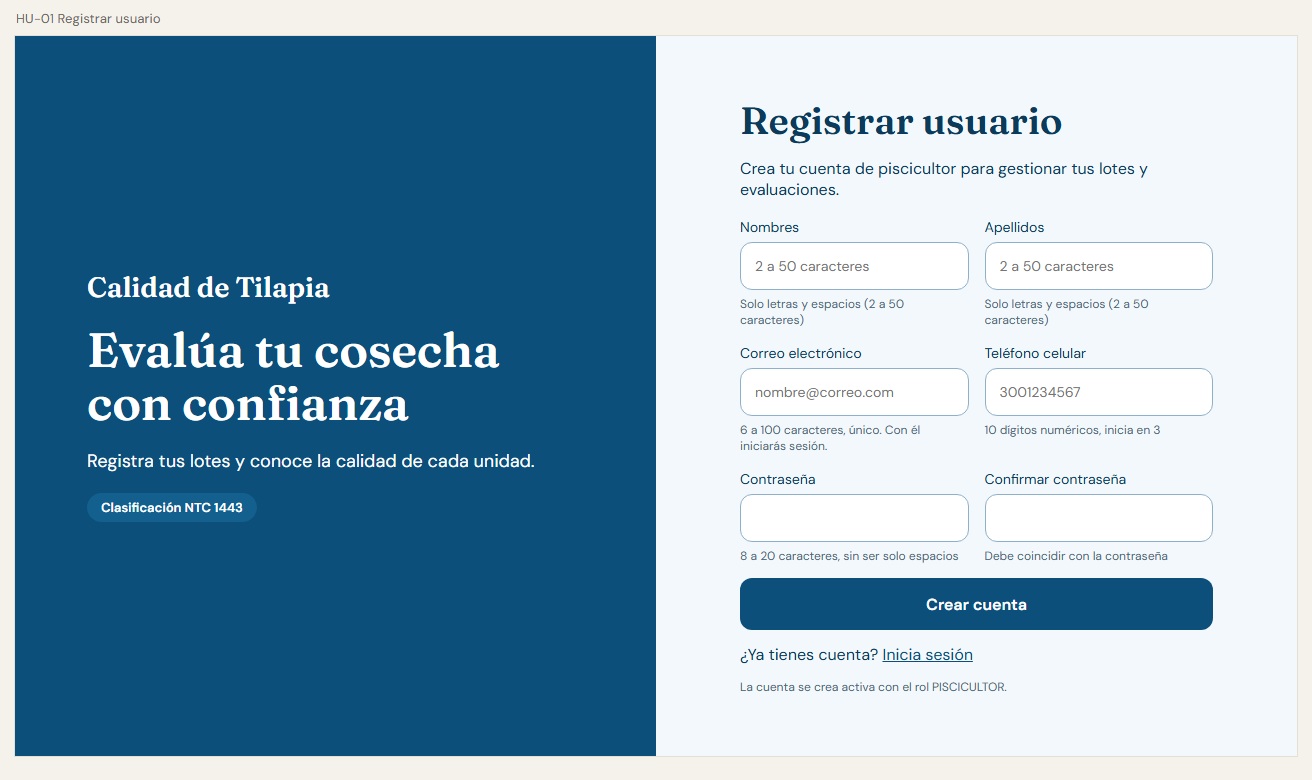 HU-01 Registrar usuario
Calidad de Tilapia
Evalúa tu cosecha
con confianza
Registra tus lotes y conoce la calidad de cada unidad.
Clasificación NTC 1443
Registrar usuario
Crea tu cuenta de piscicultor para gestionar tus lotes y
evaluaciones.
Nombres
2 a 50 caracteres
Solo letras y espacios (2 a 50
caracteres)
Apellidos
2 a 50 caracteres
Solo letras y espacios (2 a 50
caracteres)
Correo electrónico
nombre@correo.com
6 a 100 caracteres, único. Con él
iniciarás sesión.
Teléfono celular
3001234567
10 dígitos numéricos, inicia en 3
Contraseña
8 a 20 caracteres, sin ser solo espacios
Confirmar contraseña
Debe coincidir con la contraseña
Crear cuenta
¿Ya tienes cuenta? Inicia sesión
La cuenta se crea activa con el rol PISCICULTOR.